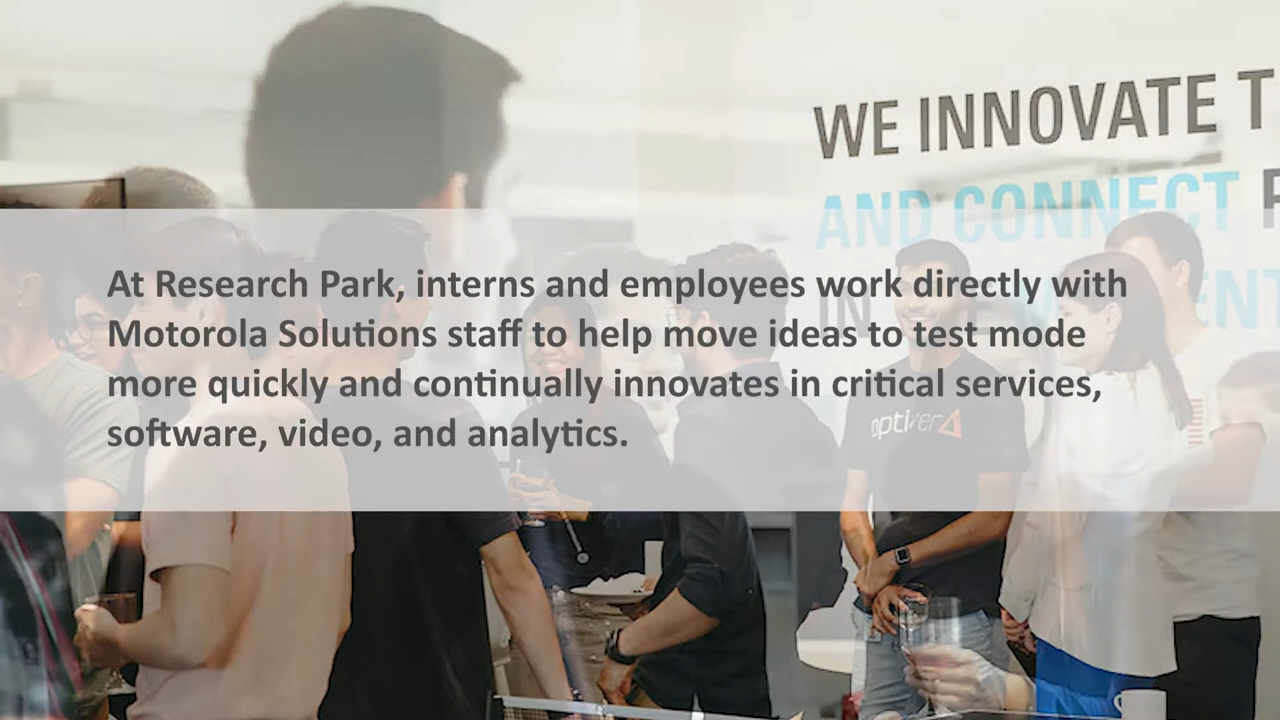 WE INNOVATE T
AND CONNECT
IN
At Research Park, interns and employees work directly with
Motorola Solutions staff to help move ideas to test mode
more quickly and continually innovates in critical services,
software, video, and analytics.
optiver